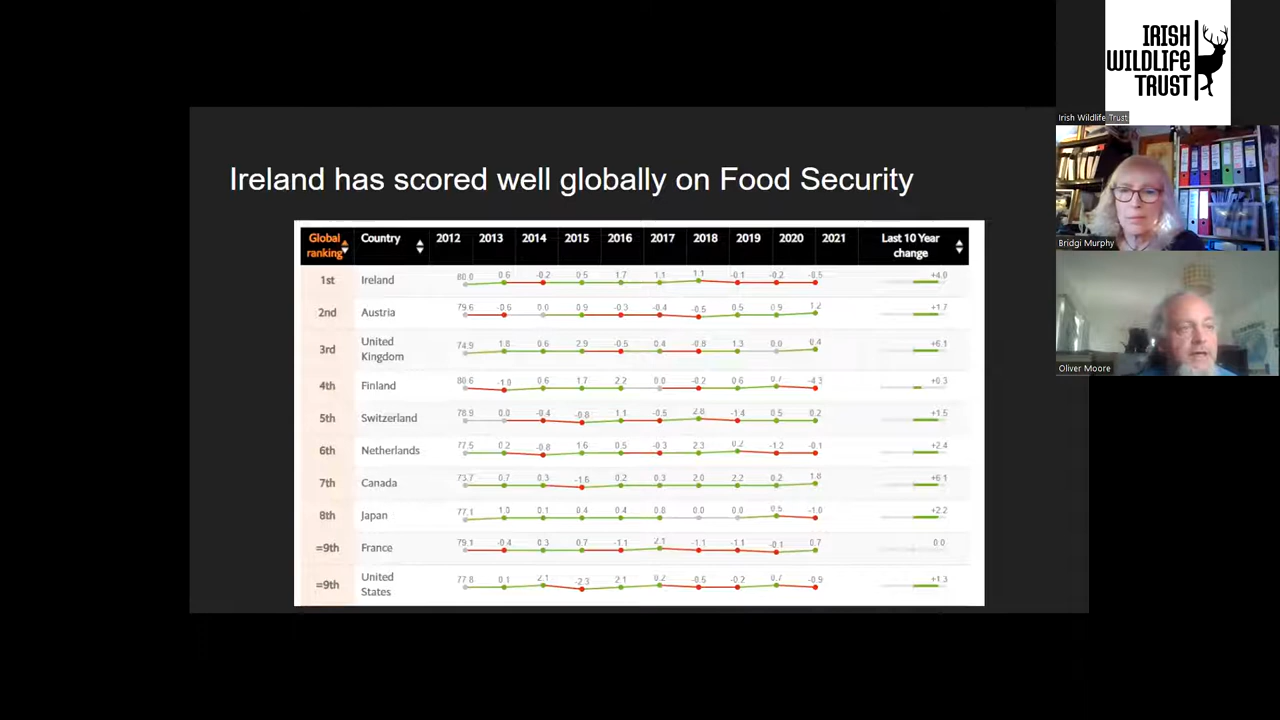 IRISH
WILDLIFE
TRUST
Irish Wildlife Trust
Bridgi Murphy
Oliver Moore
Ireland has scored well globally on Food Security
Global ranking Country 2012 2013 2014 2015 2016 2017 2018 2019 2020 2021 Last 10 Year change
1st Ireland 80.0 0.6 -0.2 0.5 1.7 1.1 1.1 -0.1 -0.2 -0.5 +4.0
2nd Austria 79.6 -0.6 0.0 0.9 -0.3 -0.4 -0.5 0.5 0.9 1.2 +1.7
3rd United Kingdom 74.9 1.8 0.6 2.9 -0.5 0.4 -0.8 1.3 0.0 0.4 +6.1
4th Finland 80.6 -1.0 0.6 1.7 2.2 0.0 -0.2 0.6 0.7 -4.3 +0.3
5th Switzerland 78.9 0.0 -0.4 -0.8 1.1 -0.5 2.8 -1.4 0.5 0.2 +1.5
6th Netherlands 77.5 0.2 -0.8 1.6 0.5 -0.3 2.3 0.2 -1.2 -0.1 +2.4
7th Canada 73.7 0.7 0.3 -1.6 0.2 0.3 2.0 2.2 0.2 1.8 +6.1
8th Japan 77.1 1.0 0.1 0.4 0.4 0.8 0.0 0.0 0.5 -1.0 +2.2
=9th France 79.1 -0.4 0.3 0.7 -1.1 2.1 -1.1 -1.1 -0.1 0.7 0.0
=9th United States 77.8 0.1 2.1 -2.3 2.1 0.2 -0.5 -0.2 0.7 -0.9 +1.3